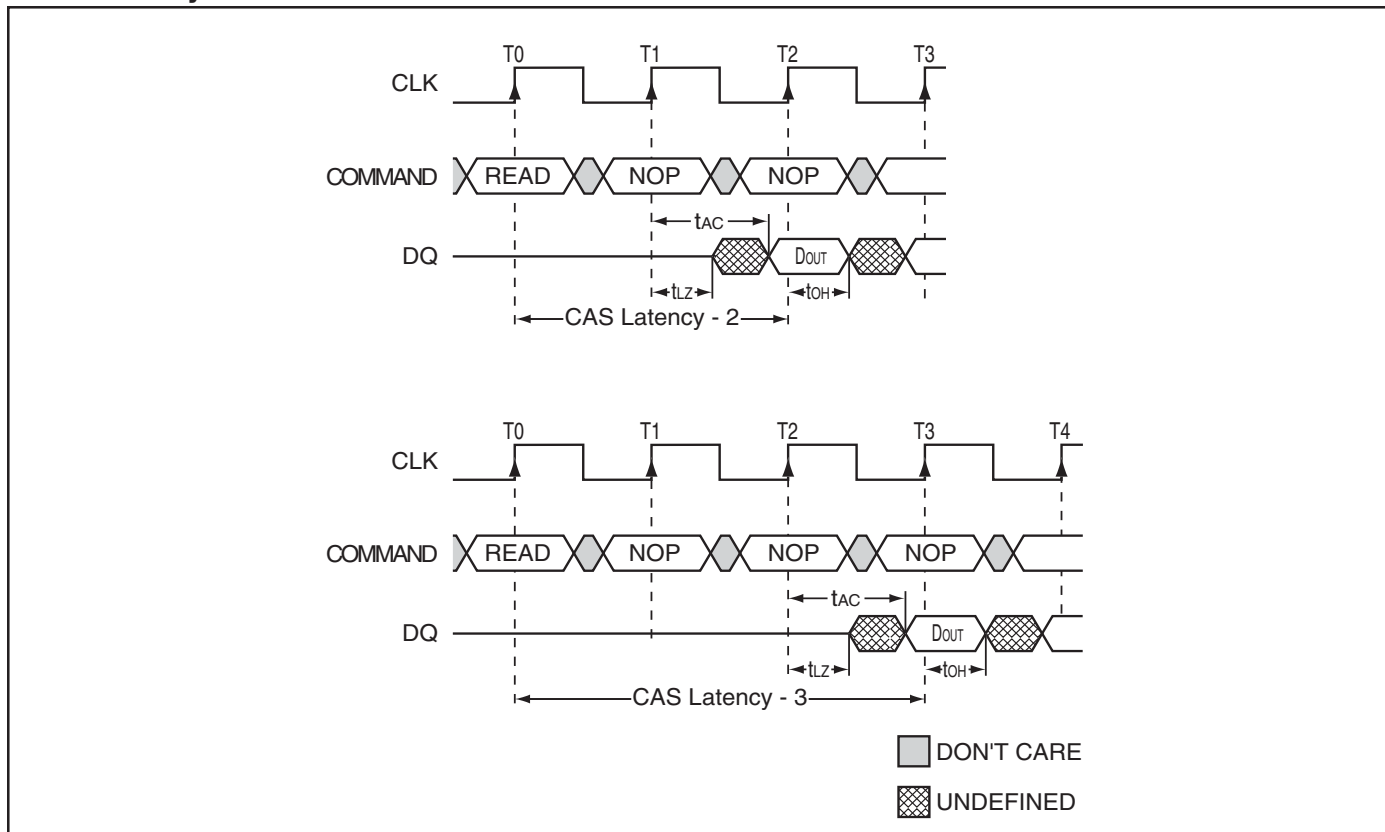 T0 T1 T2 T3
CLK
COMMAND READ NOP NOP
tAC
DQ DOUT
tLZ tOH
CAS Latency - 2
T0 T1 T2 T3 T4
CLK
COMMAND READ NOP NOP NOP
tAC
DQ DOUT
tLZ tOH
CAS Latency - 3
DON'T CARE
UNDEFINED